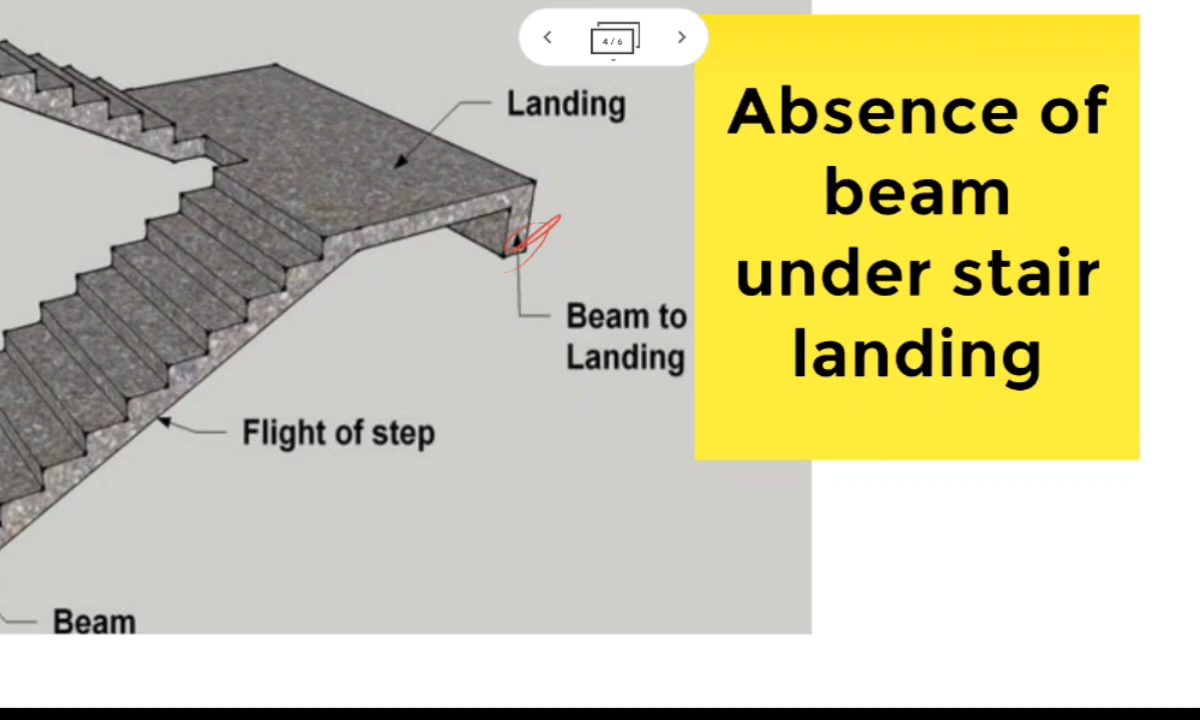 4 / 6
Landing
Absence of
beam
under stair
landing
Beam to
Landing
Flight of step
Beam